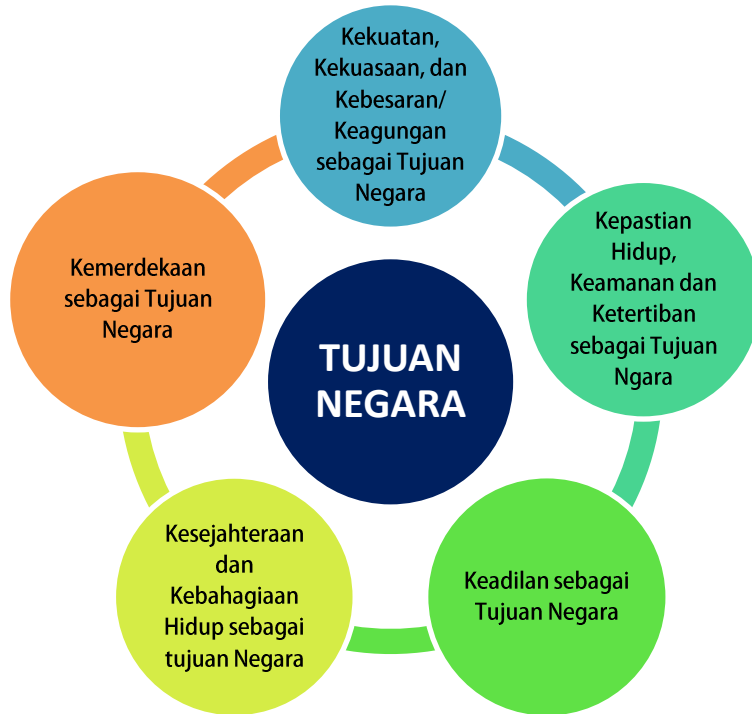 Kekuatan,
Kekuasaan, dan
Kebesaran/
Keagungan
sebagai Tujuan
Negara
Kepastian
Hidup,
Keamanan dan
Ketertiban
sebagai Tujuan
Ngara
Kemerdekaan
sebagai Tujuan
Negara
TUJUAN
NEGARA
Kesejahteraan
dan
Kebahagiaan
Hidup sebagai
tujuan Negara
Keadilan sebagai
Tujuan Negara